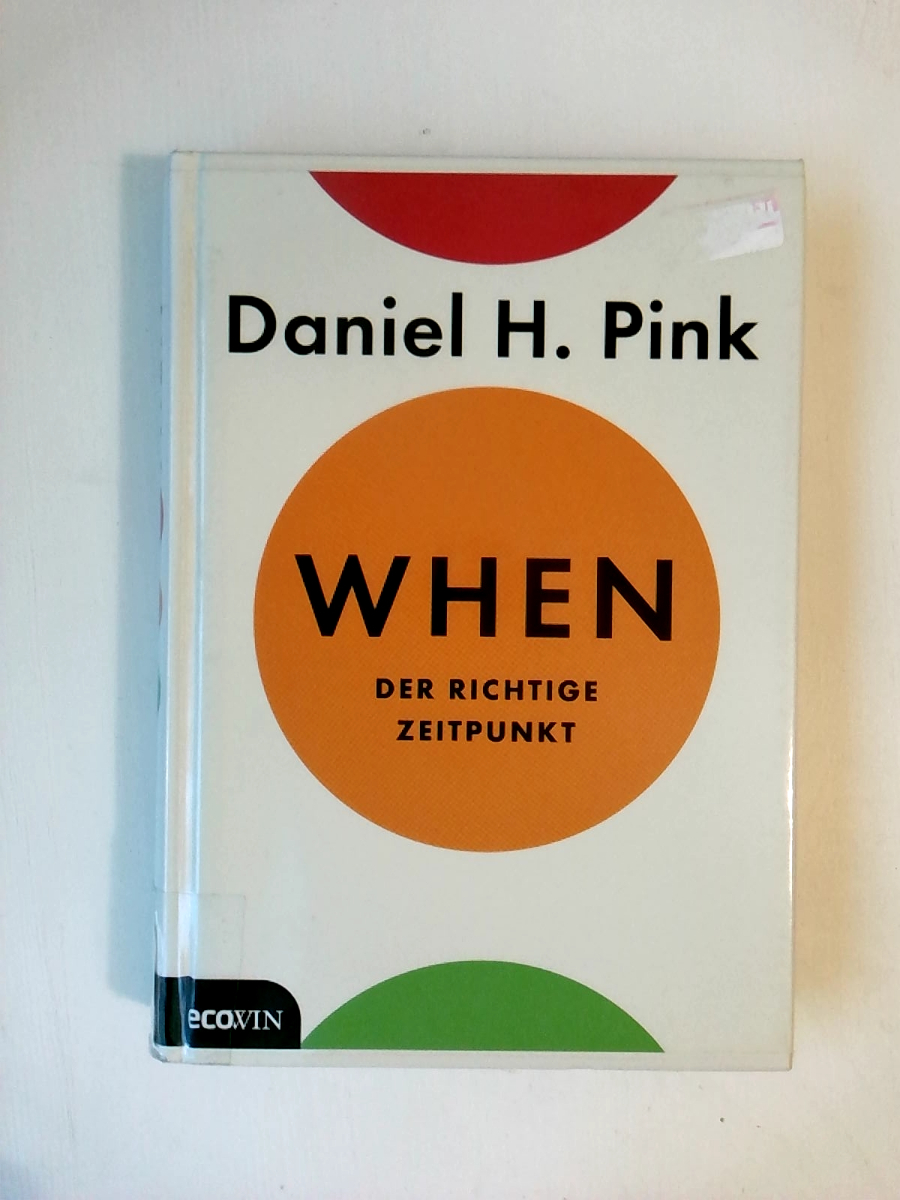 Daniel H. Pink
WHEN
DER RICHTIGE
ZEITPUNKT
ecoWIN